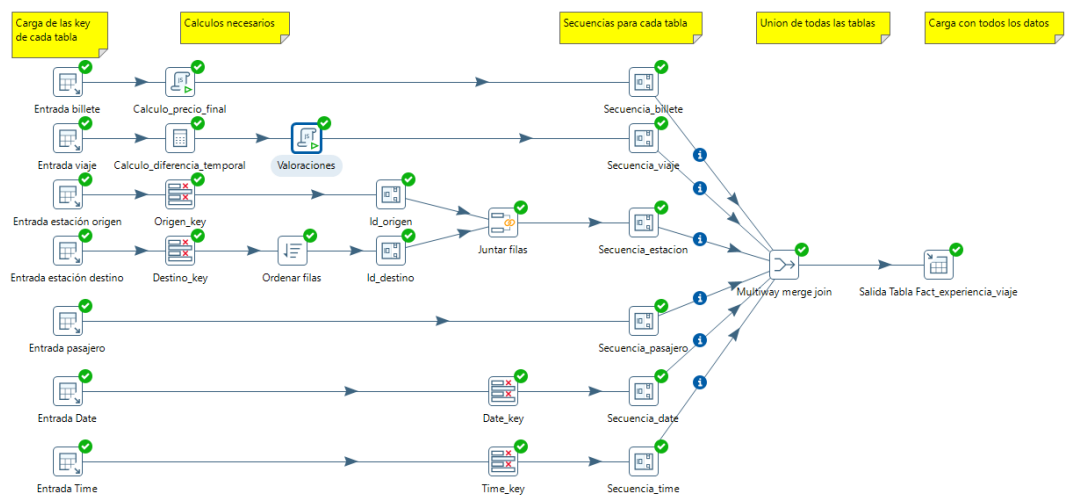 Carga de las key
de cada tabla
Calculos necesarios
Secuencias para cada tabla
Union de todas las tablas
Carga con todos los datos
Entrada billete
Calculo_precio_final
Secuencia_billete
Entrada viaje
Calculo_diferencia_temporal
Valoraciones
Secuencia_viaje
Entrada estación origen
Origen_key
Id_origen
Juntar filas
Secuencia_estacion
Entrada estación destino
Destino_key
Ordenar filas
Id_destino
Multiway merge join
Salida Tabla Fact_experiencia_viaje
Entrada pasajero
Secuencia_pasajero
Entrada Date
Date_key
Secuencia_date
Entrada Time
Time_key
Secuencia_time